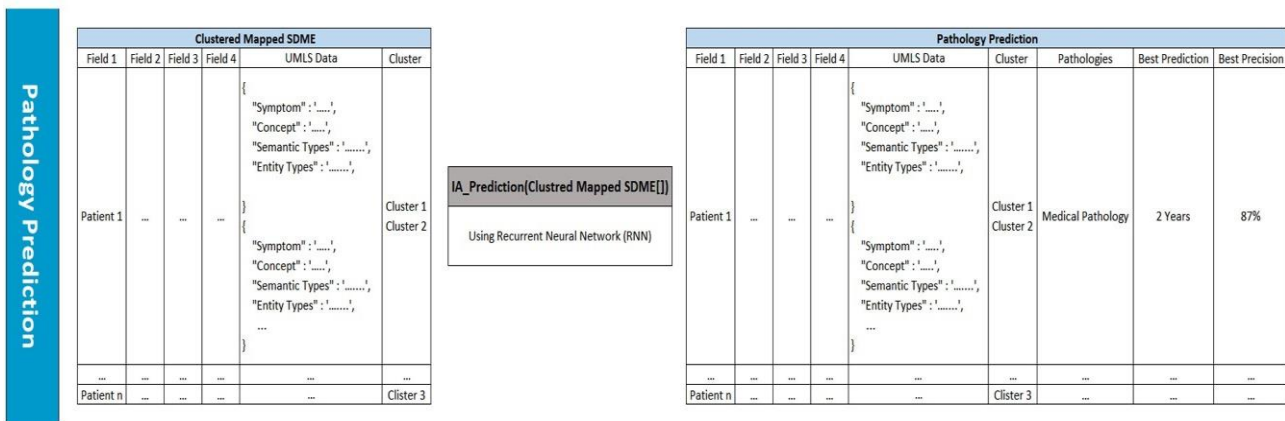 Pathology Prediction
Clustered Mapped SDME
Field 1 Field 2 Field 3 Field 4 UMLS Data Cluster
{
"Symptom" : '.....',
"Concept" : '.....',
"Semantic Types" : '.......',
"Entity Types" : '.......',
}
Patient 1 ... ... ... Cluster 1
{ Cluster 2
"Symptom" : '.....',
"Concept" : '.....',
"Semantic Types" : '.......',
"Entity Types" : '.......',
...
}
... ... ... ... ... ...
Patient n ... ... ... ... Clister 3
IA_Prediction(Clustred Mapped SDME[])
Using Recurrent Neural Network (RNN)
Pathology Prediction
Field 1 Field 2 Field 3 Field 4 UMLS Data Cluster Pathologies Best Prediction Best Precision
{
"Symptom" : '.....',
"Concept" : '.....',
"Semantic Types" : '.......',
"Entity Types" : '.......',
}
Patient 1 ... ... ... Cluster 1 Medical Pathology 2 Years 87%
{ Cluster 2
"Symptom" : '.....',
"Concept" : '.....',
"Semantic Types" : '.......',
"Entity Types" : '.......',
...
}
... ... ... ... ... ... ... ... ...
Patient n ... ... ... ... Clister 3 ... ... ...